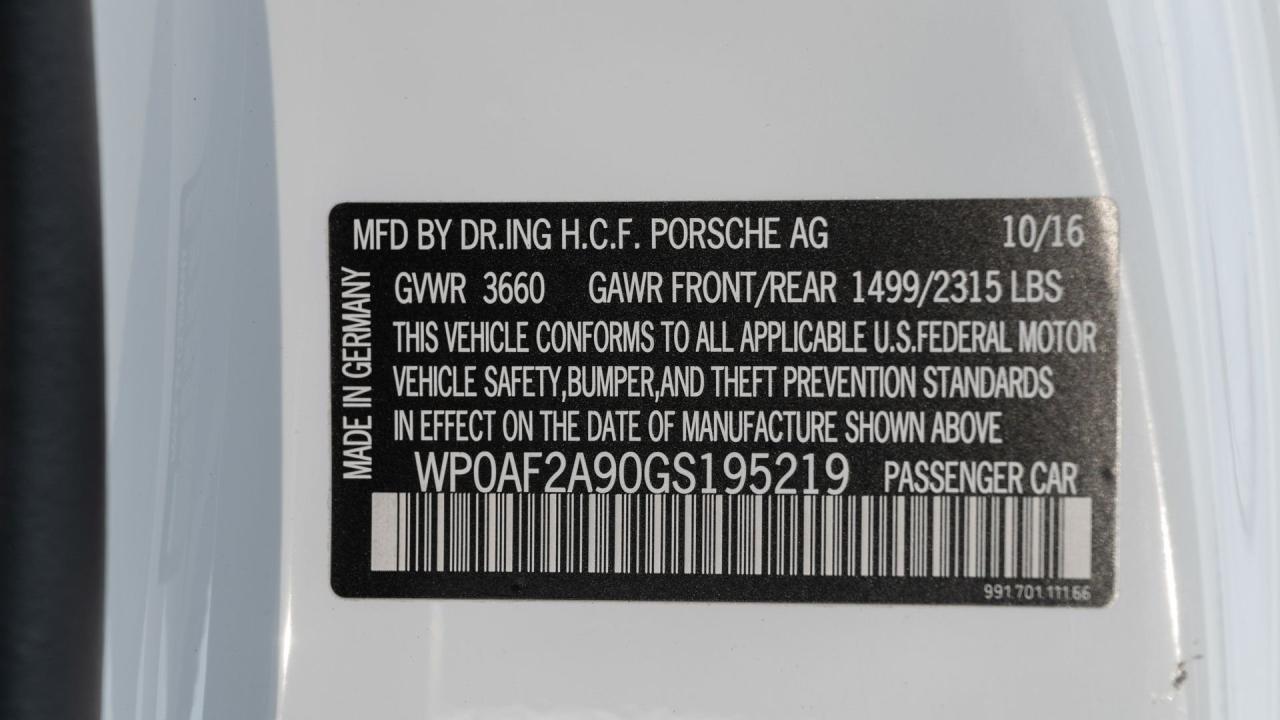 MFD BY DR.ING H.C.F. PORSCHE AG 10/16
GVWR 3660 GAWR FRONT/REAR 1499/2315 LBS
THIS VEHICLE CONFORMS TO ALL APPLICABLE U.S.FEDERAL MOTOR
VEHICLE SAFETY,BUMPER,AND THEFT PREVENTION STANDARDS
IN EFFECT ON THE DATE OF MANUFACTURE SHOWN ABOVE
WP0AF2A90GS195219 PASSENGER CAR
MADE IN GERMANY
991.701.111.66